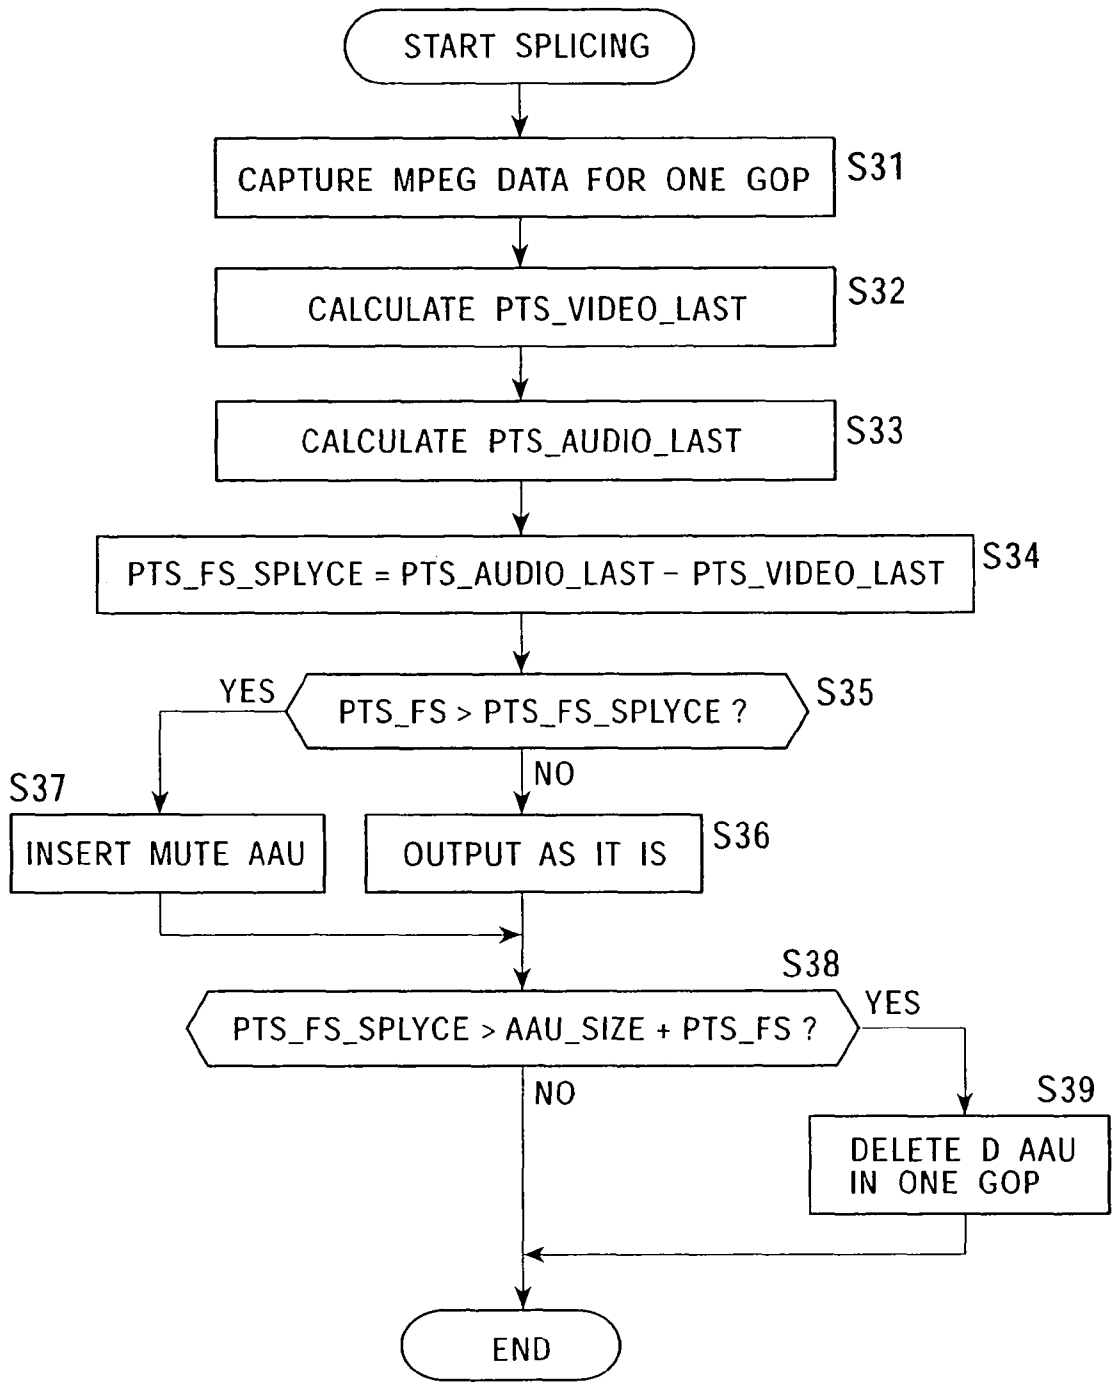 START SPLICING
CAPTURE MPEG DATA FOR ONE GOP
S31
CALCULATE PTS_VIDEO_LAST
S32
CALCULATE PTS_AUDIO_LAST
S33
PTS_FS_SPLYCE = PTS_AUDIO_LAST – PTS_VIDEO_LAST
S34
PTS_FS > PTS_FS_SPLYCE ?
S35
YES
NO
S37
INSERT MUTE AAU
OUTPUT AS IT IS
S36
S38
PTS_FS_SPLYCE > AAU_SIZE + PTS_FS ?
YES
NO
S39
DELETE D AAU
IN ONE GOP
END